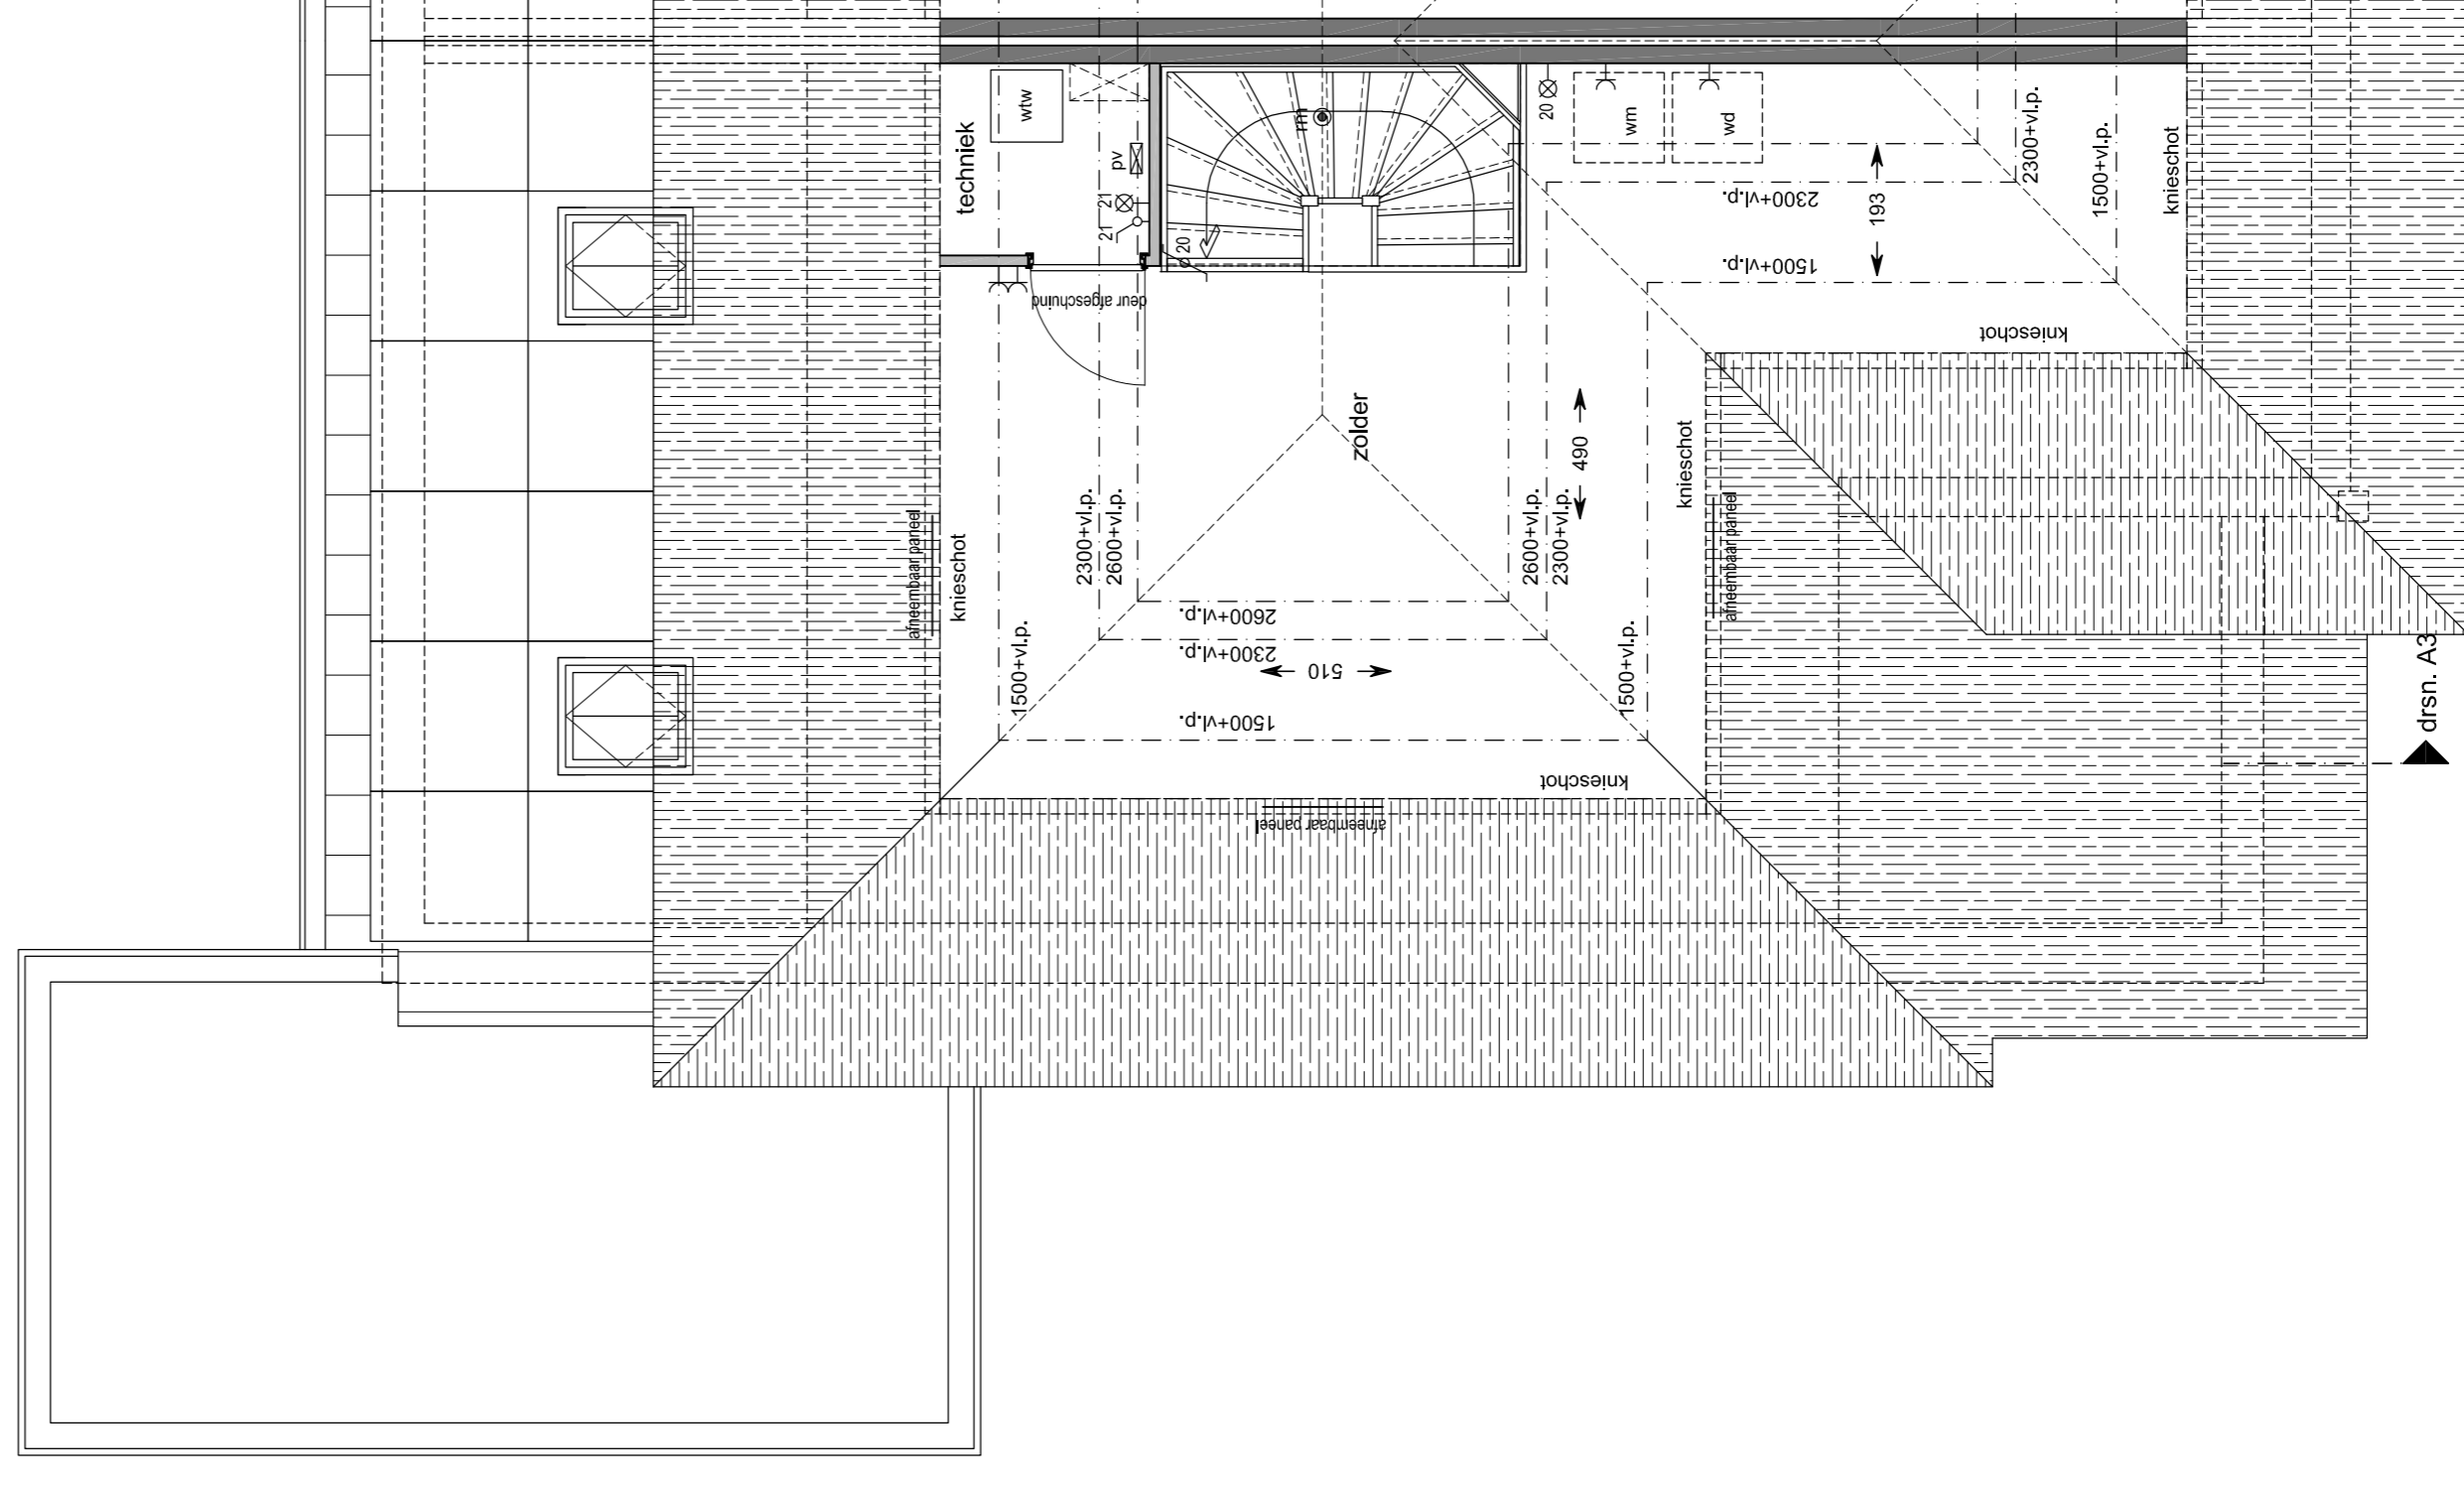 techniek
wtw
pv
21
21
20
rm
20
wm
wd
2300+vl.p.
1500+vl.p.
knieschot
2300+vl.p.
193
1500+vl.p.
knieschot
deur afgeschuind
zolder
490
knieschot
afneembaar paneel
afneembaar paneel
knieschot
2300+vl.p.
2600+vl.p.
2600+vl.p.
2300+vl.p.
2600+vl.p.
2300+vl.p.
510
1500+vl.p.
1500+vl.p.
1500+vl.p.
knieschot
afneembaar paneel
drsn. A3